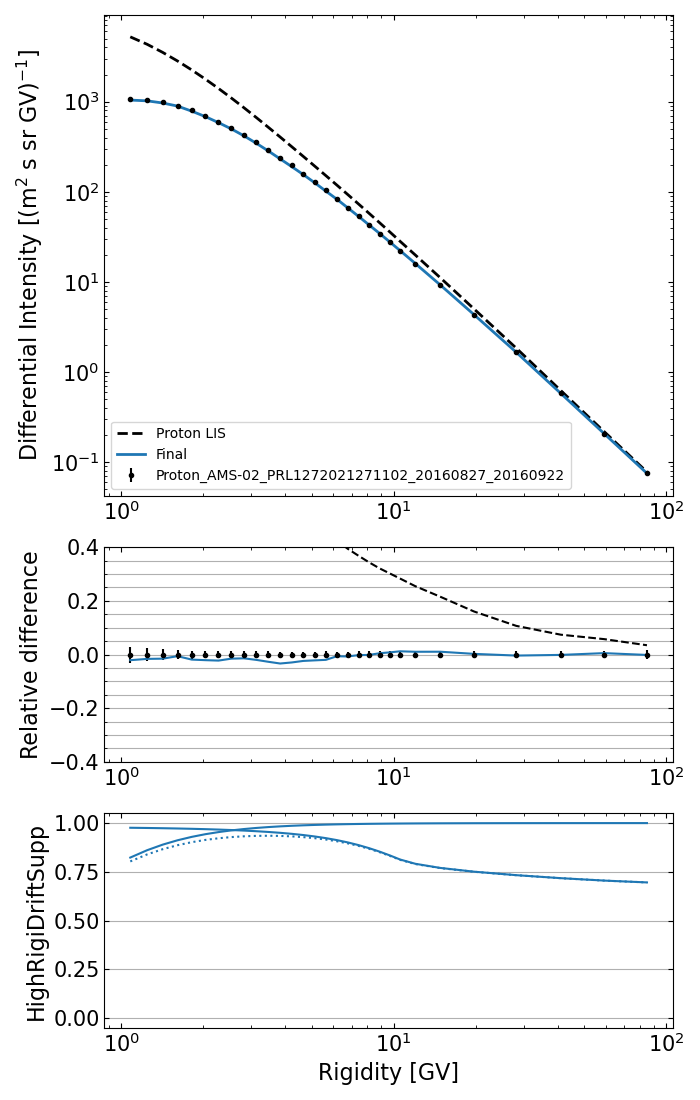 Differential Intensity [(m² s sr GV)⁻¹]
10³
10²
10¹
10⁰
10⁻¹
Proton LIS
Final
Proton_AMS-02_PRL1272021271102_20160827_20160922
10⁰ 10¹ 10²
Relative difference
0.4
0.2
0.0
−0.2
−0.4
10⁰ 10¹ 10²
HighRigiDriftSupp
1.00
0.75
0.50
0.25
0.00
10⁰ 10¹ 10²
Rigidity [GV]